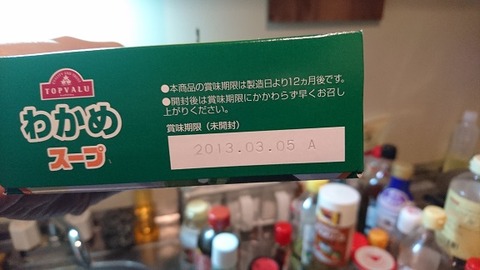 TOPVALU
わかめ
スープ
●本商品の賞味期限は製造日より12ヵ月後です。
●開封後は賞味期限にかかわらず早くお召し
上がりください。
賞味期限（未開封）
2013.03.05 A